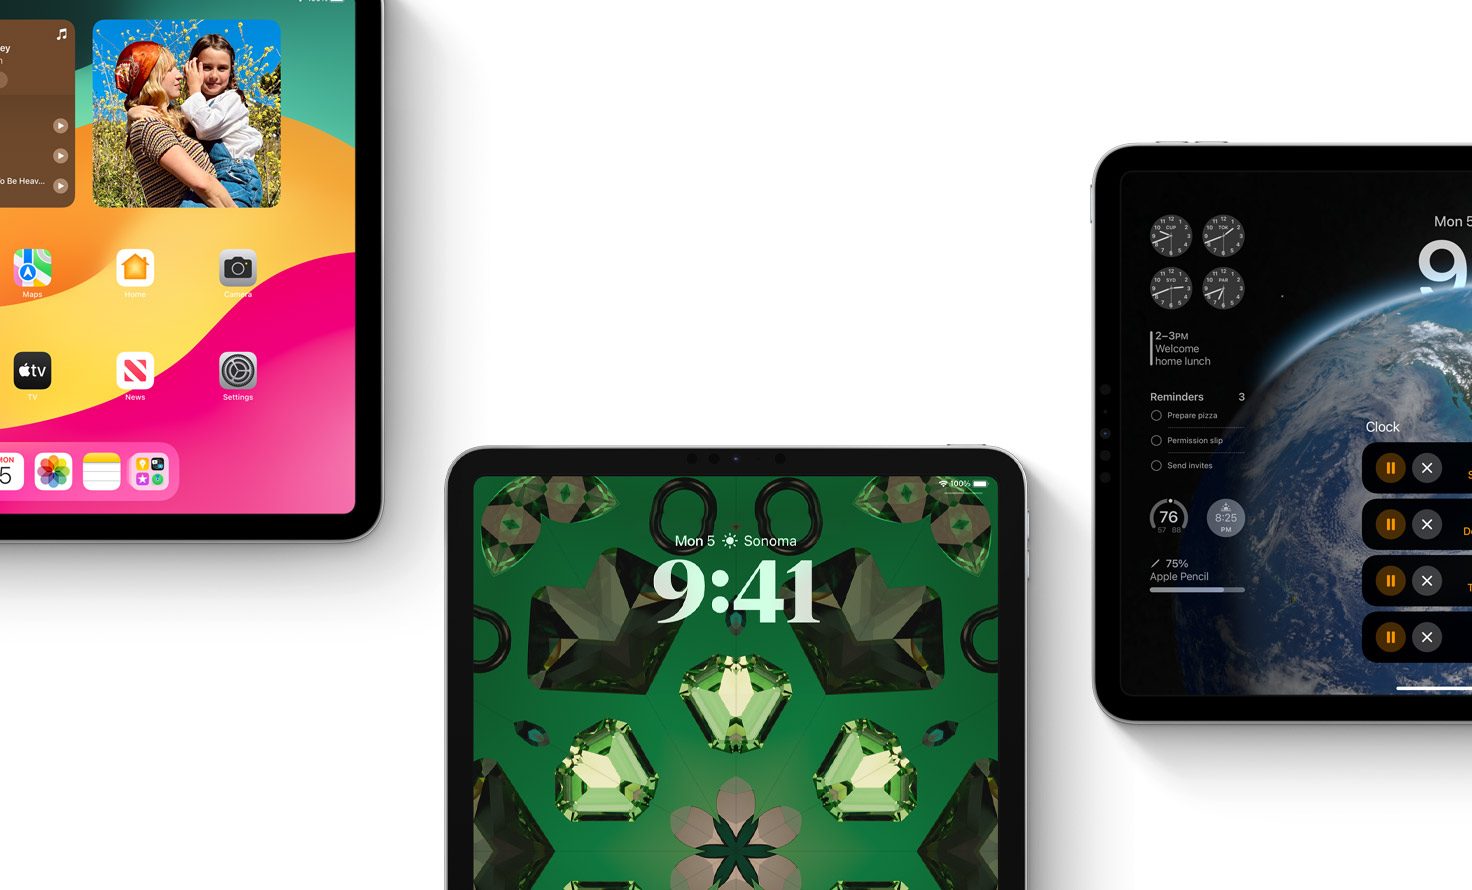 100%
ey
n
To Be Heav...
Maps
Home
Camera
tv
TV
News
Settings
MON
5
100%
Mon 5 Sonoma
9:41
Mon 5
9
CUP
TOK
SYD
PAR
2–3PM
Welcome
home lunch
Reminders 3
Prepare pizza
Permission slip
Send invites
76
57 88
8:25
PM
75%
Apple Pencil
Clock